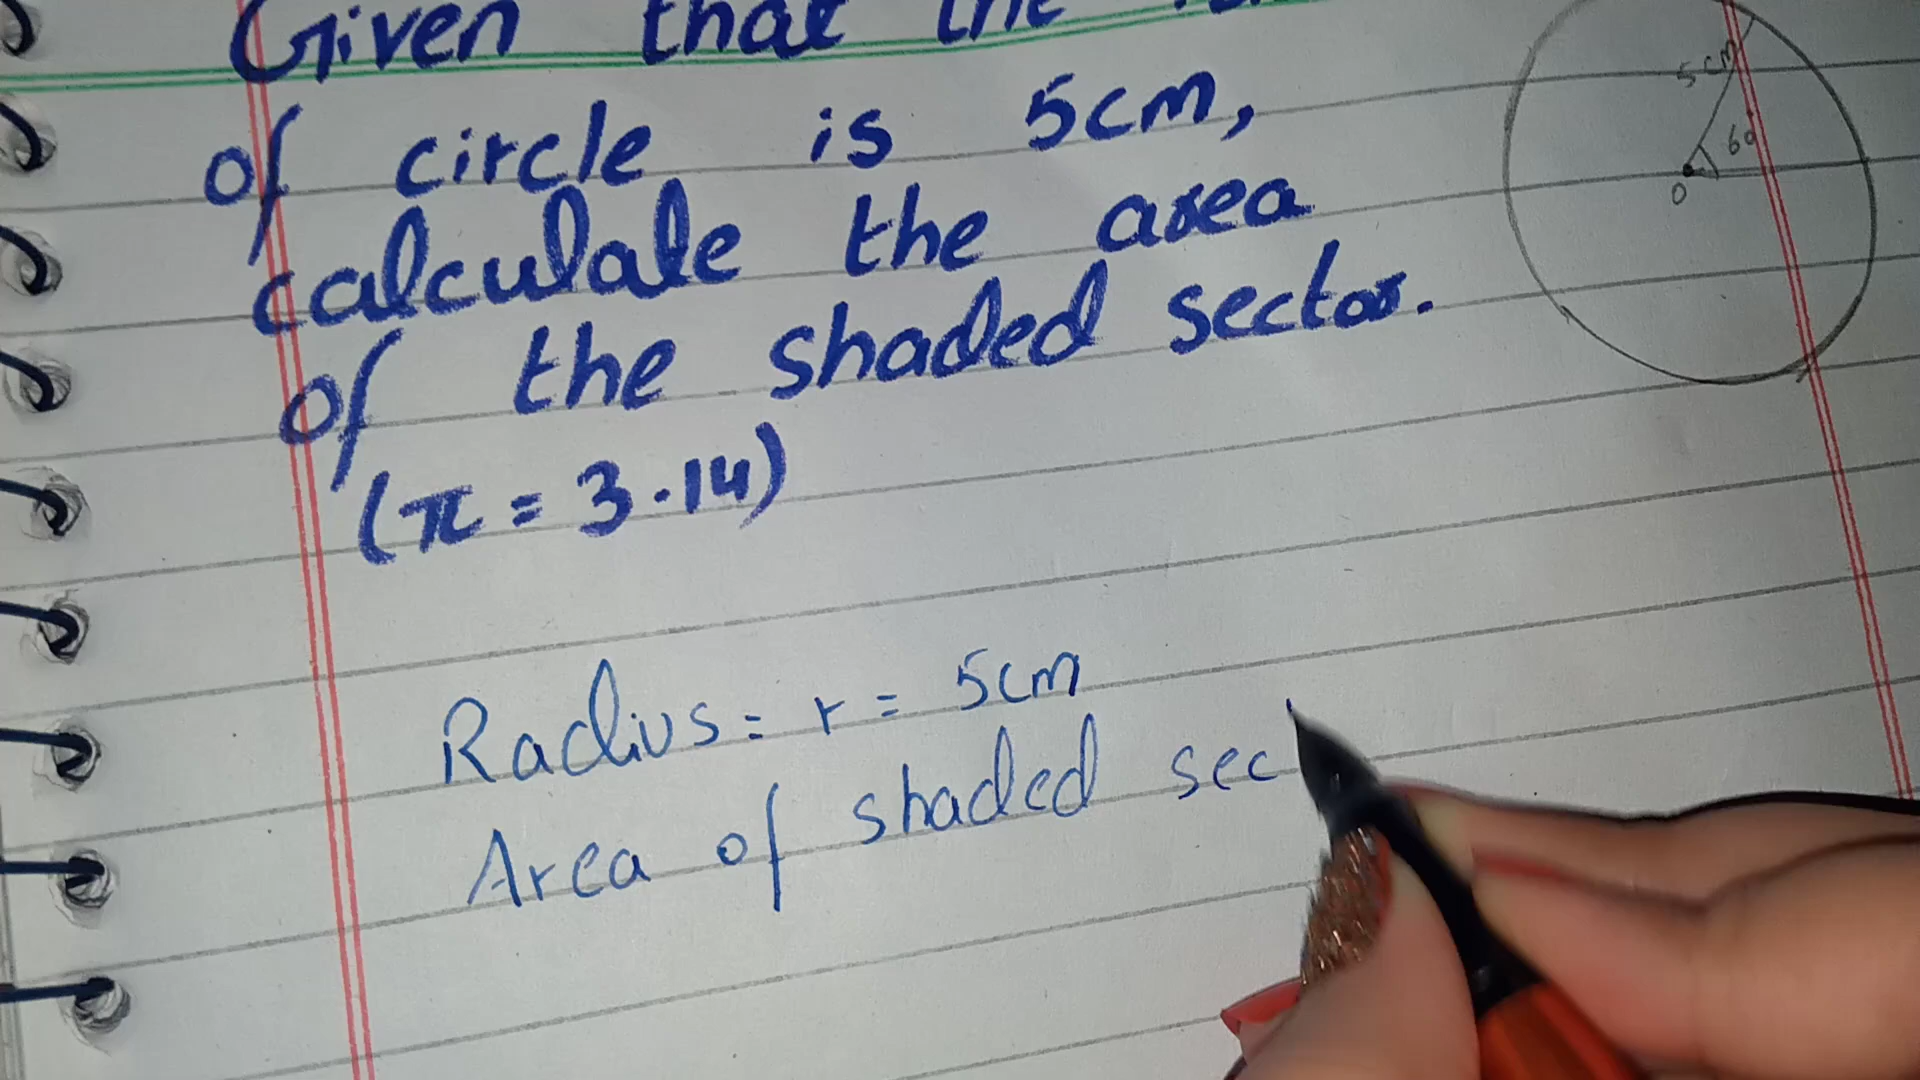 Given that the
of circle is 5cm,
calculate the area
of the shaded sector.
(π = 3.14)
5cm
60
O
Radius = r = 5cm
Area of shaded sec